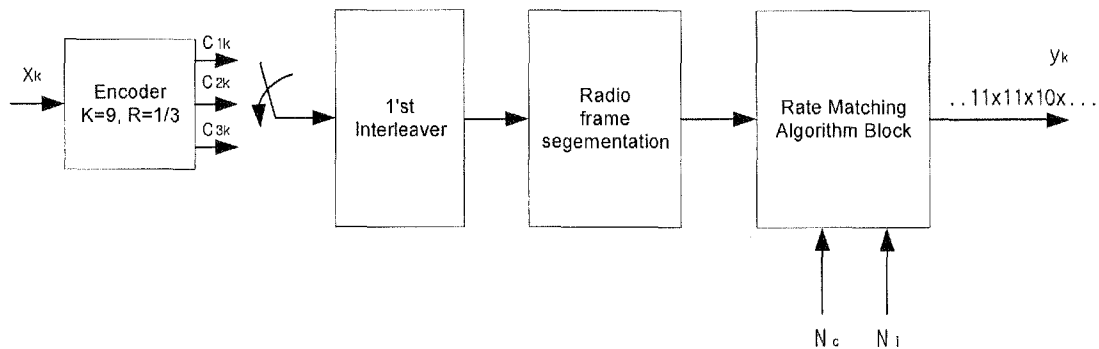 Xk
Encoder
K=9, R=1/3
C1k
C2k
C3k
1'st
Interleaver
Radio
frame
segementation
Rate Matching
Algorithm Block
yk
..11x11x10x...
Nc
Ni